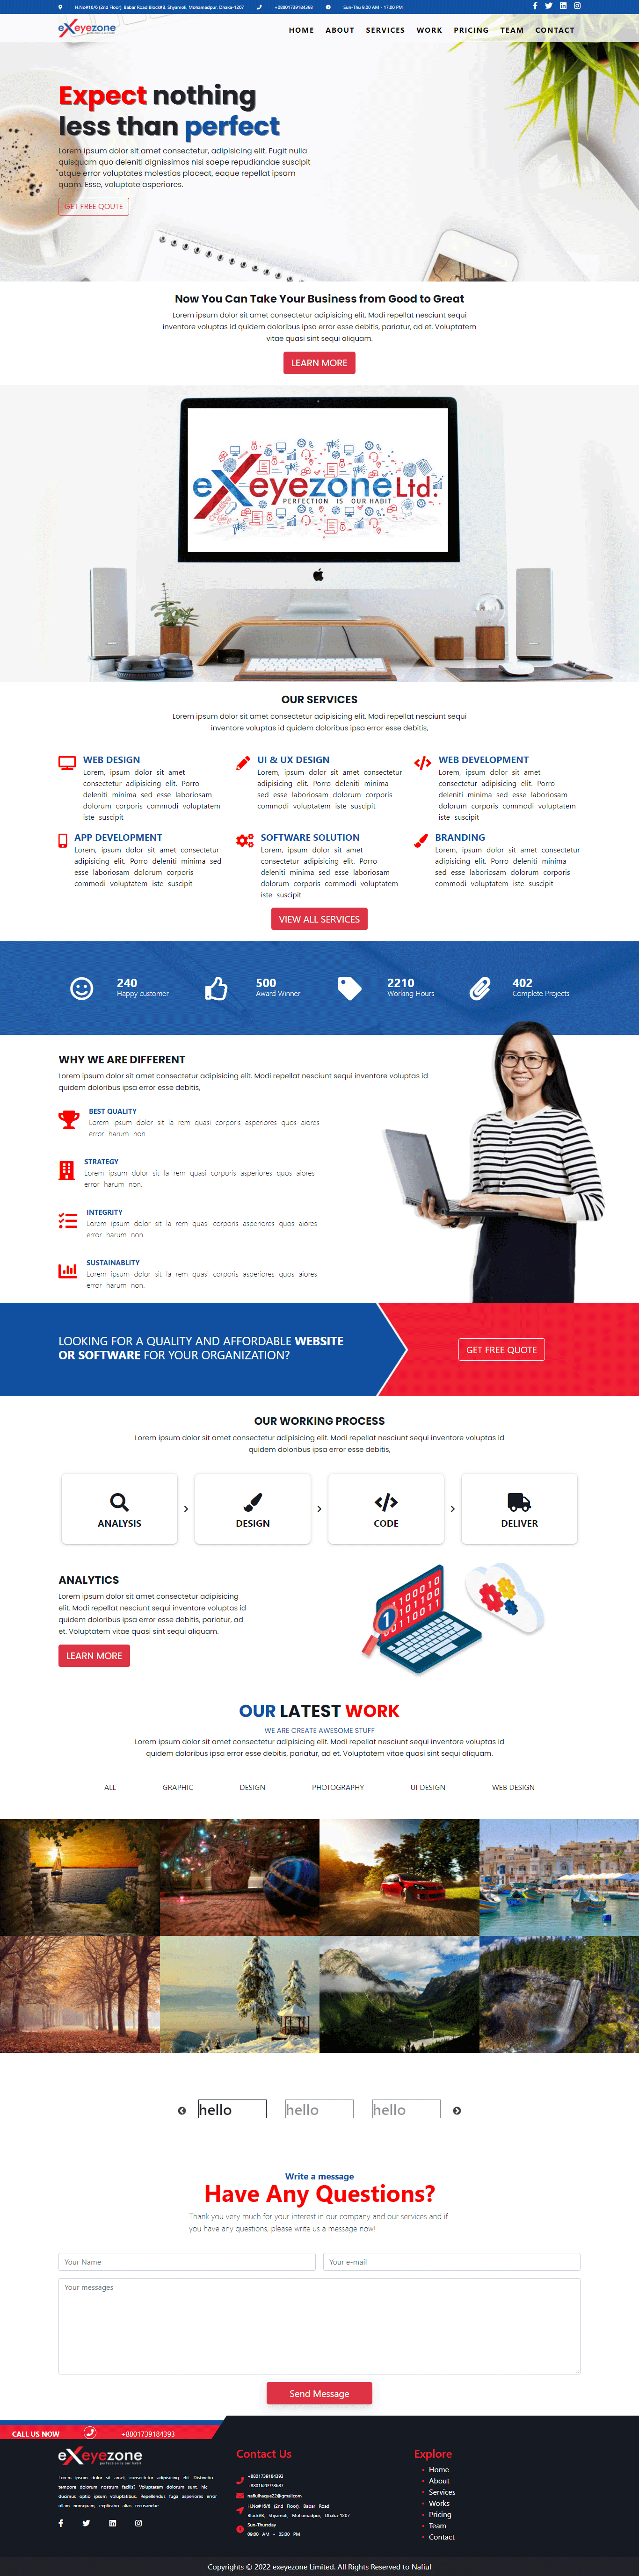 H.No#16/6 (2nd Floor), Babar Road Block#B, Shyamoli, Mohamadpur, Dhaka-1207 +8801739184393 Sun-Thu 9.00 AM - 17.00 PM
eXeyezone HOME ABOUT SERVICES WORK PRICING TEAM CONTACT
Expect nothing
less than perfect
Lorem ipsum dolor sit amet consectetur, adipisicing elit. Fugit nulla
quisquam quo deleniti dignissimos nisi saepe repudiandae suscipit
atque error voluptates molestias placeat, eaque repellat ipsam
quam. Esse, voluptate asperiores.
GET FREE QOUTE
Now You Can Take Your Business from Good to Great
Lorem ipsum dolor sit amet consectetur adipisicing elit. Modi repellat nesciunt sequi
inventore voluptas id quidem doloribus ipsa error esse debitis, pariatur, ad et. Voluptatem
vitae quasi sint sequi aliquam.
LEARN MORE
eXeyezone Ltd.
PERFECTION IS OUR HABIT
OUR SERVICES
Lorem ipsum dolor sit amet consectetur adipisicing elit. Modi repellat nesciunt sequi
inventore voluptas id quidem doloribus ipsa error esse debitis,
WEB DESIGN
Lorem, ipsum dolor sit amet
consectetur adipisicing elit. Porro
deleniti minima sed esse laboriosam
dolorum corporis commodi voluptatem
iste suscipit
UI & UX DESIGN
Lorem, ipsum dolor sit amet consectetur
adipisicing elit. Porro deleniti minima
sed esse laboriosam dolorum corporis
commodi voluptatem iste suscipit
WEB DEVELOPMENT
Lorem, ipsum dolor sit amet
consectetur adipisicing elit. Porro
deleniti minima sed esse laboriosam
dolorum corporis commodi voluptatem
iste suscipit
APP DEVELOPMENT
Lorem, ipsum dolor sit amet consectetur
adipisicing elit. Porro deleniti minima sed
esse laboriosam dolorum corporis
commodi voluptatem iste suscipit
SOFTWARE SOLUTION
Lorem, ipsum dolor sit amet
consectetur adipisicing elit. Porro
deleniti minima sed esse laboriosam
dolorum corporis commodi voluptatem
iste suscipit
BRANDING
Lorem, ipsum dolor sit amet consectetur
adipisicing elit. Porro deleniti minima
sed esse laboriosam dolorum corporis
commodi voluptatem iste suscipit
VIEW ALL SERVICES
240
Happy customer
500
Award Winner
2210
Working Hours
402
Complete Projects
WHY WE ARE DIFFERENT
Lorem ipsum dolor sit amet consectetur adipisicing elit. Modi repellat nesciunt sequi inventore voluptas id
quidem doloribus ipsa error esse debitis,
BEST QUALITY
Lorem ipsum dolor sit la rem quasi corporis asperiores quos aiores
error harum non.
STRATEGY
Lorem ipsum dolor sit la rem quasi corporis asperiores quos aiores
error harum non.
INTEGRITY
Lorem ipsum dolor sit la rem quasi corporis asperiores quos aiores
error harum non.
SUSTAINABLITY
Lorem ipsum dolor sit la rem quasi corporis asperiores quos aiores
error harum non.
LOOKING FOR A QUALITY AND AFFORDABLE WEBSITE
OR SOFTWARE FOR YOUR ORGANIZATION?
GET FREE QUOTE
OUR WORKING PROCESS
Lorem ipsum dolor sit amet consectetur adipisicing elit. Modi repellat nesciunt sequi inventore voluptas id
quidem doloribus ipsa error esse debitis,
ANALYSIS DESIGN CODE DELIVER
ANALYTICS
Lorem ipsum dolor sit amet consectetur adipisicing
elit. Modi repellat nesciunt sequi inventore voluptas id
quidem doloribus ipsa error esse debitis, pariatur, ad
et. Voluptatem vitae quasi sint sequi aliquam.
LEARN MORE
OUR LATEST WORK
WE ARE CREATE AWESOME STUFF
Lorem ipsum dolor sit amet consectetur adipisicing elit. Modi repellat nesciunt sequi inventore voluptas id
quidem doloribus ipsa error esse debitis, pariatur, ad et. Voluptatem vitae quasi sint sequi aliquam.
ALL GRAPHIC DESIGN PHOTOGRAPHY UI DESIGN WEB DESIGN
hello hello hello
Write a message
Have Any Questions?
Thank you very much for your interest in our company and our services and if
you have any questions, please write us a message now!
Your Name Your e-mail
Your messages
Send Message
CALL US NOW +8801739184393
eXeyezone
perfection is our habit
Lorem ipsum dolor sit amet, consectetur adipisicing elit. Distinctio
tempore dolorum nostrum facilis? Voluptatem dolorum sunt, hic
ducimus optio ipsum voluptatibus. Repellendus fuga asperiores error
ullam numquam, explicabo alias recusandae.
Contact Us
+8801739184393
+8801820978687
nafiulhaque22@gmailcom
H.No#16/6 (2nd Floor), Babar Road
Block#B, Shyamoli, Mohamadpur, Dhaka-1207
Sun-Thursday
09:00 AM - 05:00 PM
Explore
Home
About
Services
Works
Pricing
Team
Contact
Copyrights © 2022 exeyezone Limited. All Rights Reserved to Nafiul